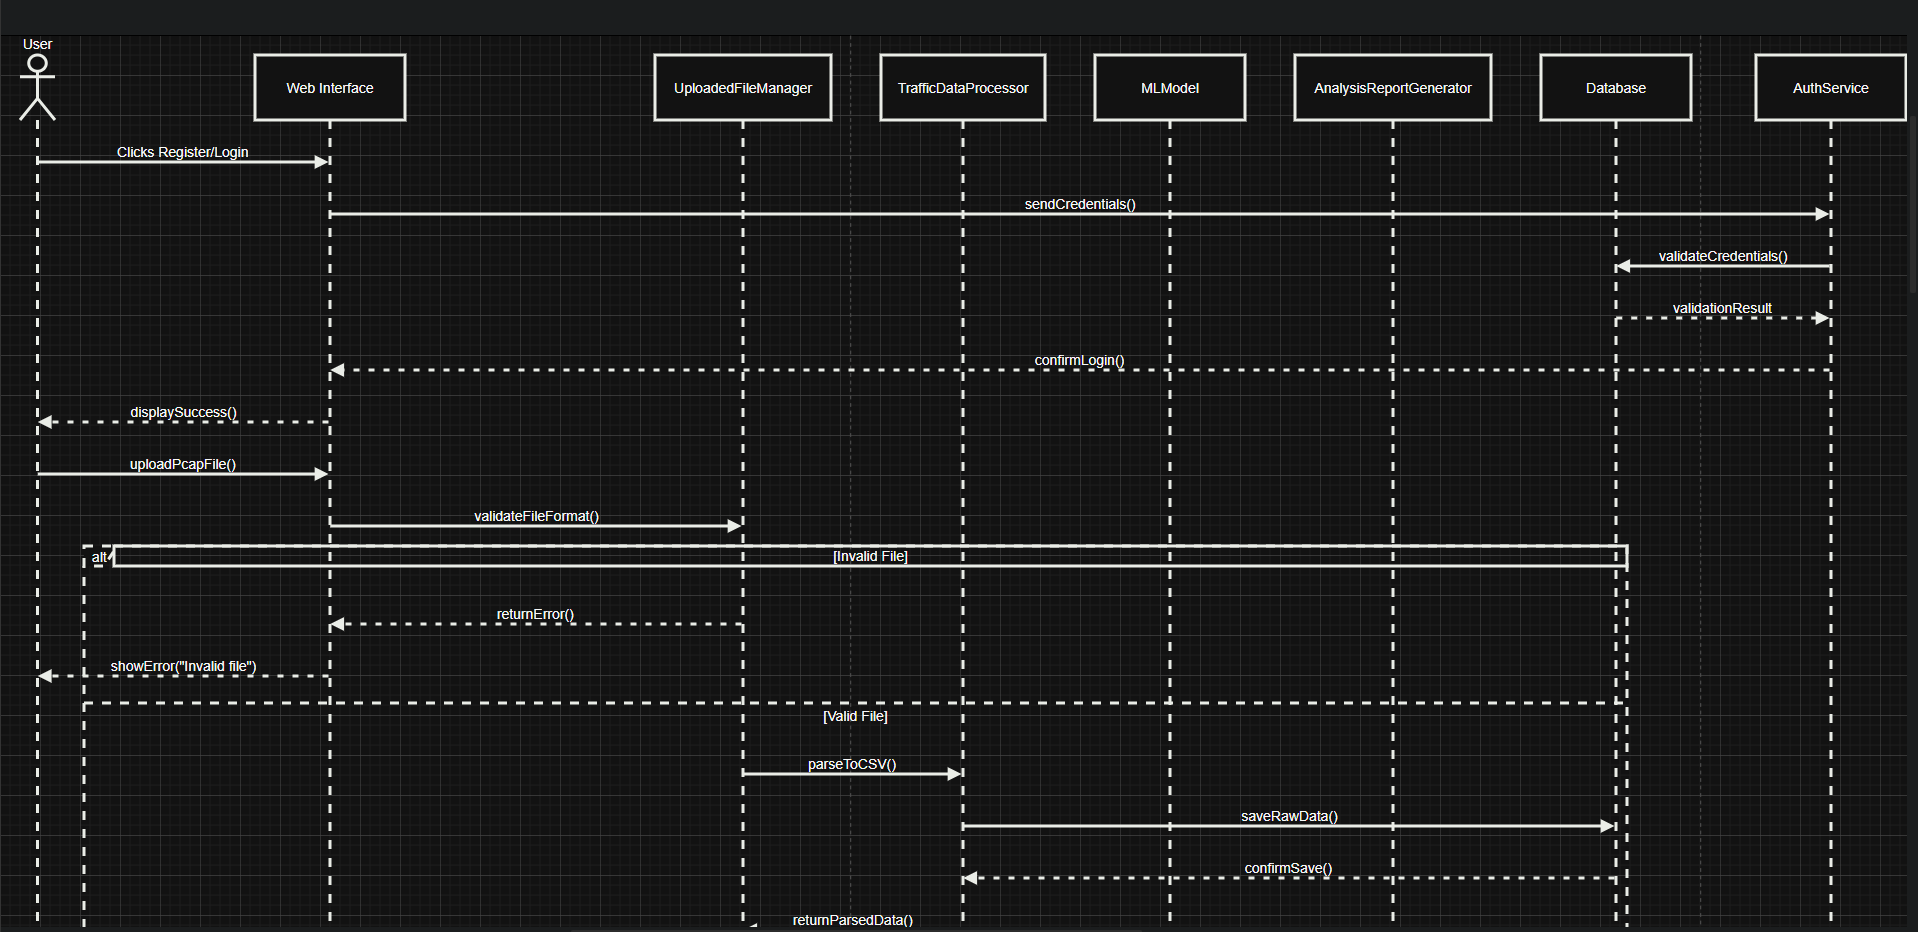 User
Web Interface
UploadedFileManager
TrafficDataProcessor
MLModel
AnalysisReportGenerator
Database
AuthService
Clicks Register/Login
sendCredentials()
validateCredentials()
validationResult
confirmLogin()
displaySuccess()
uploadPcapFile()
validateFileFormat()
alt
[Invalid File]
returnError()
showError("Invalid file")
[Valid File]
parseToCSV()
saveRawData()
confirmSave()
returnParsedData()